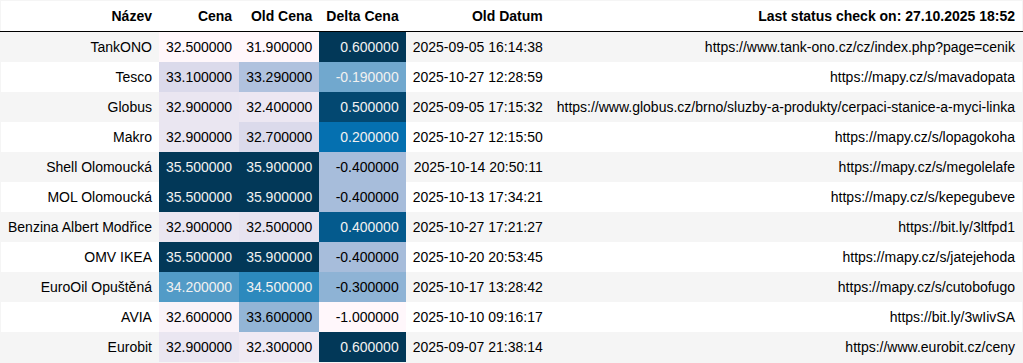 Název Cena Old Cena Delta Cena Old Datum Last status check on: 27.10.2025 18:52
TankONO 32.500000 31.900000 0.600000 2025-09-05 16:14:38 https://www.tank-ono.cz/cz/index.php?page=cenik
Tesco 33.100000 33.290000 -0.190000 2025-10-27 12:28:59 https://mapy.cz/s/mavadopata
Globus 32.900000 32.400000 0.500000 2025-09-05 17:15:32 https://www.globus.cz/brno/sluzby-a-produkty/cerpaci-stanice-a-myci-linka
Makro 32.900000 32.700000 0.200000 2025-10-27 12:15:50 https://mapy.cz/s/lopagokoha
Shell Olomoucká 35.500000 35.900000 -0.400000 2025-10-14 20:50:11 https://mapy.cz/s/megolelafe
MOL Olomoucká 35.500000 35.900000 -0.400000 2025-10-13 17:34:21 https://mapy.cz/s/kepegubeve
Benzina Albert Modřice 32.900000 32.500000 0.400000 2025-10-27 17:21:27 https://bit.ly/3ltfpd1
OMV IKEA 35.500000 35.900000 -0.400000 2025-10-20 20:53:45 https://mapy.cz/s/jatejehoda
EuroOil Opuštěná 34.200000 34.500000 -0.300000 2025-10-17 13:28:42 https://mapy.cz/s/cutobofugo
AVIA 32.600000 33.600000 -1.000000 2025-10-10 09:16:17 https://bit.ly/3wIivSA
Eurobit 32.900000 32.300000 0.600000 2025-09-07 21:38:14 https://www.eurobit.cz/ceny